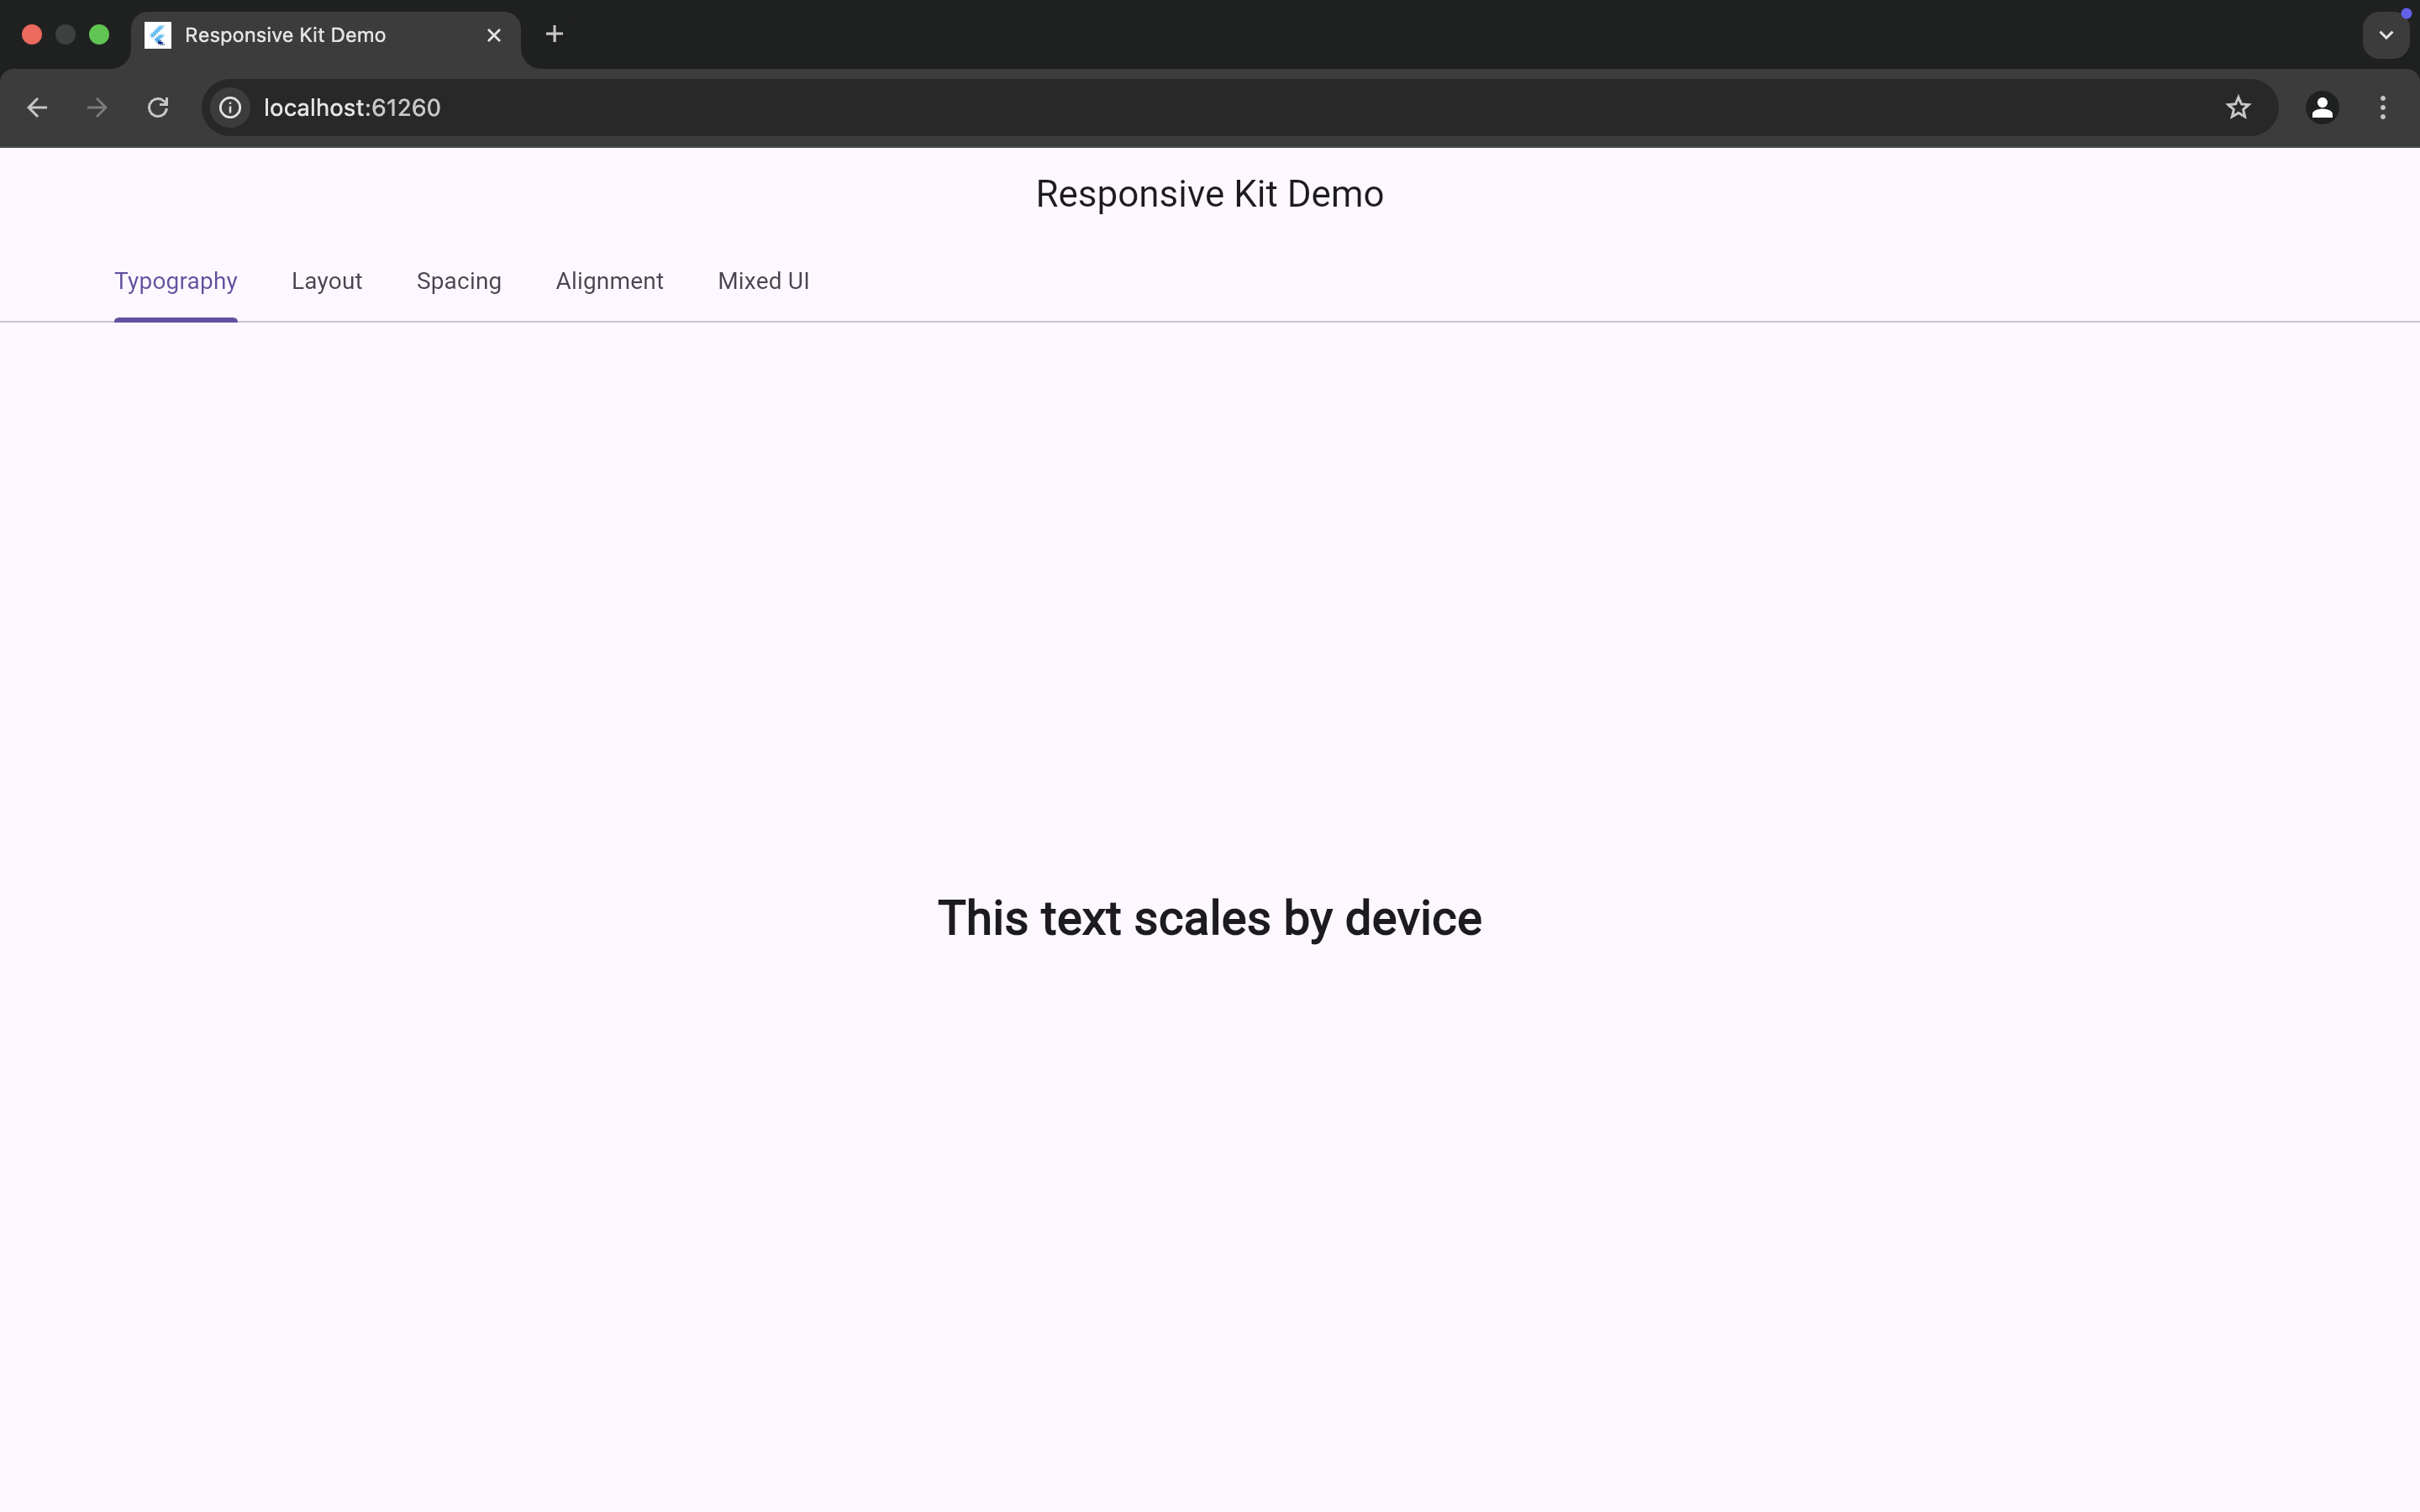 Responsive Kit Demo
localhost:61260
Responsive Kit Demo
Typography Layout Spacing Alignment Mixed UI
This text scales by device